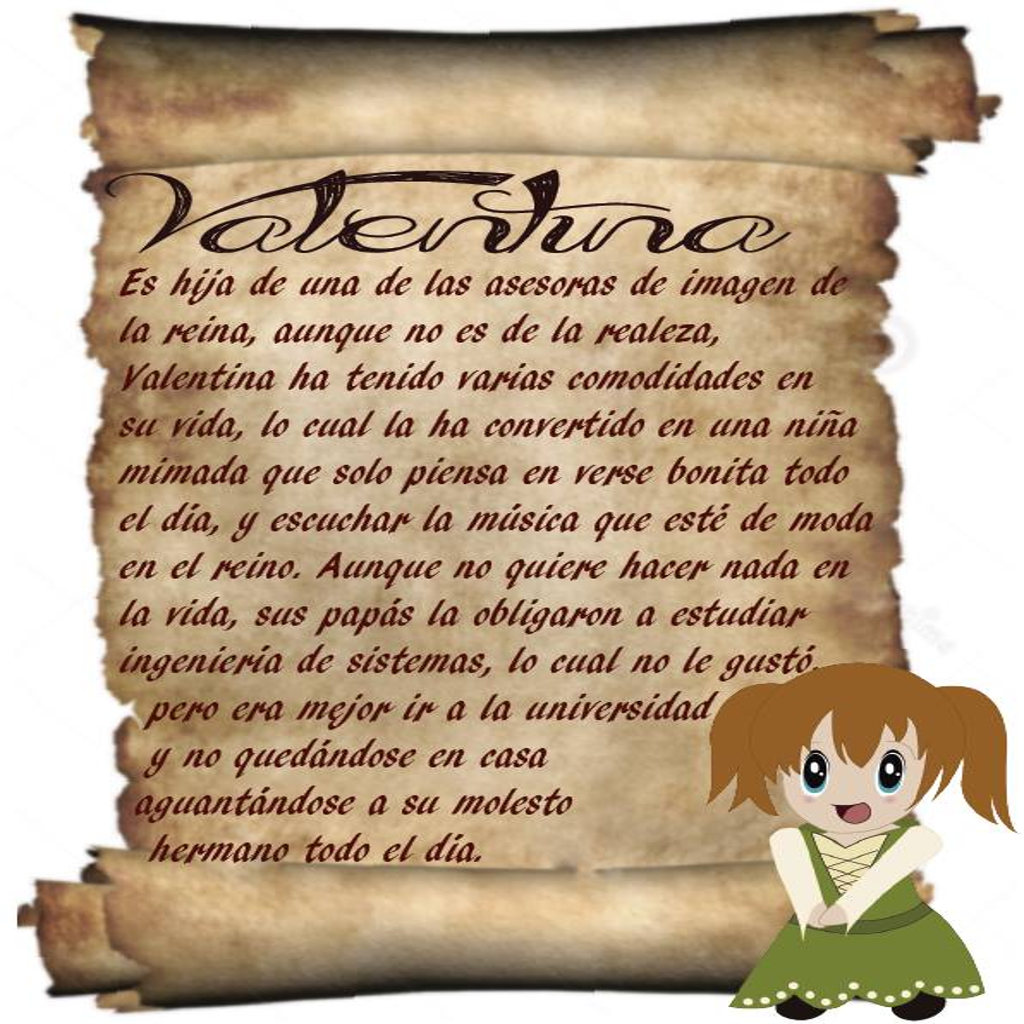 Valentina
Es hija de una de las asesoras de imagen de
la reina, aunque no es de la realeza,
Valentina ha tenido varias comodidades en
su vida, lo cual la ha convertido en una niña
mimada que solo piensa en verse bonita todo
el día, y escuchar la música que esté de moda
en el reino. Aunque no quiere hacer nada en
la vida, sus papás la obligaron a estudiar
ingeniería de sistemas, lo cual no le gustó,
pero era mejor ir a la universidad
y no quedándose en casa
aguantándose a su molesto
hermano todo el día.